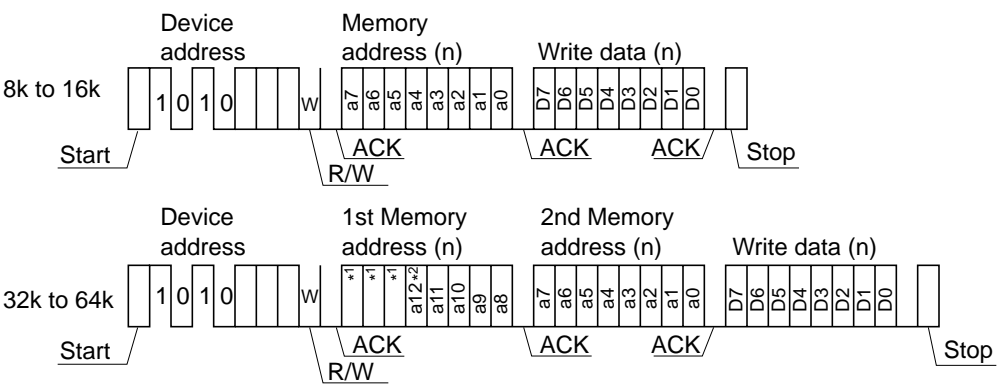 Device address
Memory address (n)
Write data (n)
8k to 16k
1 0 1 0 W a7 a6 a5 a4 a3 a2 a1 a0 D7 D6 D5 D4 D3 D2 D1 D0
Start
ACK
ACK
ACK
Stop
R/W
Device address
1st Memory address (n)
2nd Memory address (n)
Write data (n)
32k to 64k
1 0 1 0 W *1 *1 *1 a12*2 a11 a10 a9 a8 a7 a6 a5 a4 a3 a2 a1 a0 D7 D6 D5 D4 D3 D2 D1 D0
Start
ACK
ACK
ACK
Stop
R/W